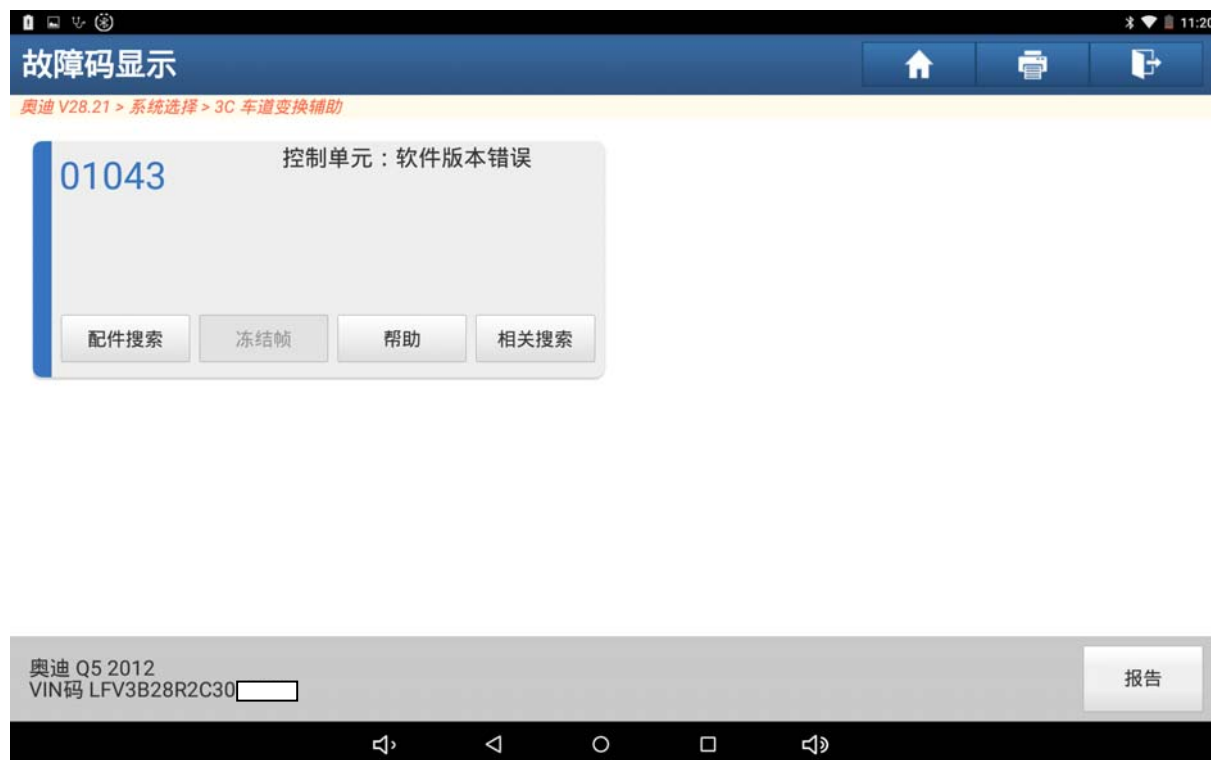 11:20
故障码显示
奥迪 V28.21 > 系统选择 > 3C 车道变换辅助
01043
控制单元：软件版本错误
配件搜索
冻结帧
帮助
相关搜索
奥迪 Q5 2012
VIN码 LFV3B28R2C30
报告